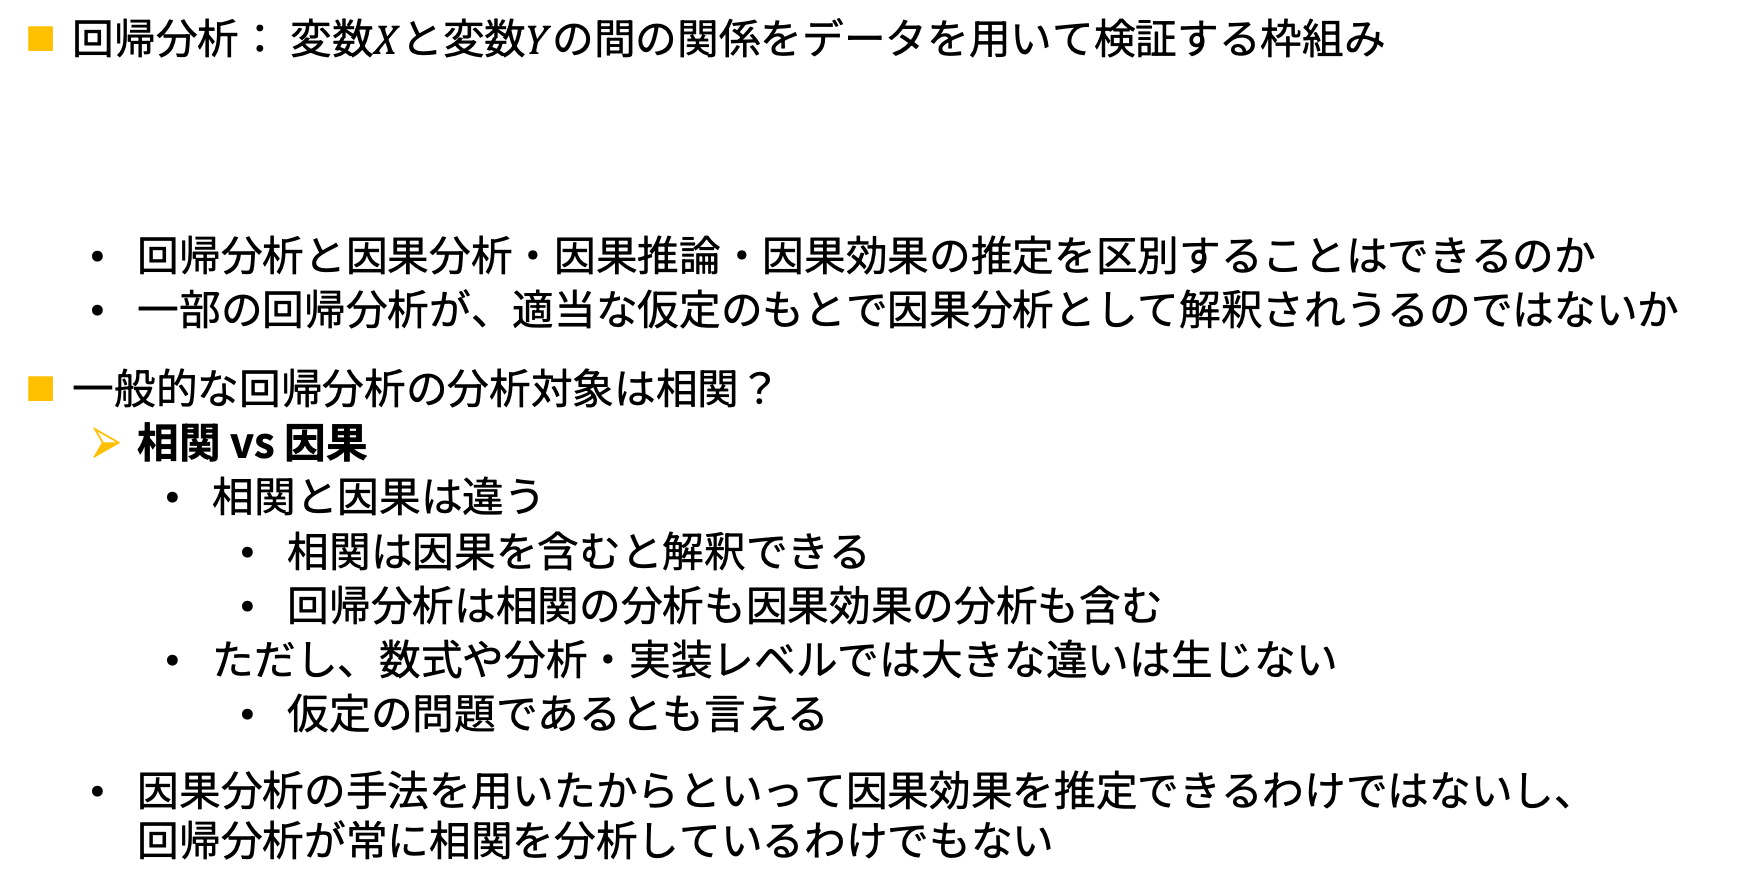 ■ 回帰分析： 変数Xと変数Yの間の関係をデータを用いて検証する枠組み
• 回帰分析と因果分析・因果推論・因果効果の推定を区別することはできるのか
• 一部の回帰分析が、適当な仮定のもとで因果分析として解釈されうるのではないか
■ 一般的な回帰分析の分析対象は相関？
➢ 相関 vs 因果
• 相関と因果は違う
• 相関は因果を含むと解釈できる
• 回帰分析は相関の分析も因果効果の分析も含む
• ただし、数式や分析・実装レベルでは大きな違いは生じない
• 仮定の問題であるとも言える
• 因果分析の手法を用いたからといって因果効果を推定できるわけではないし、
回帰分析が常に相関を分析しているわけでもない